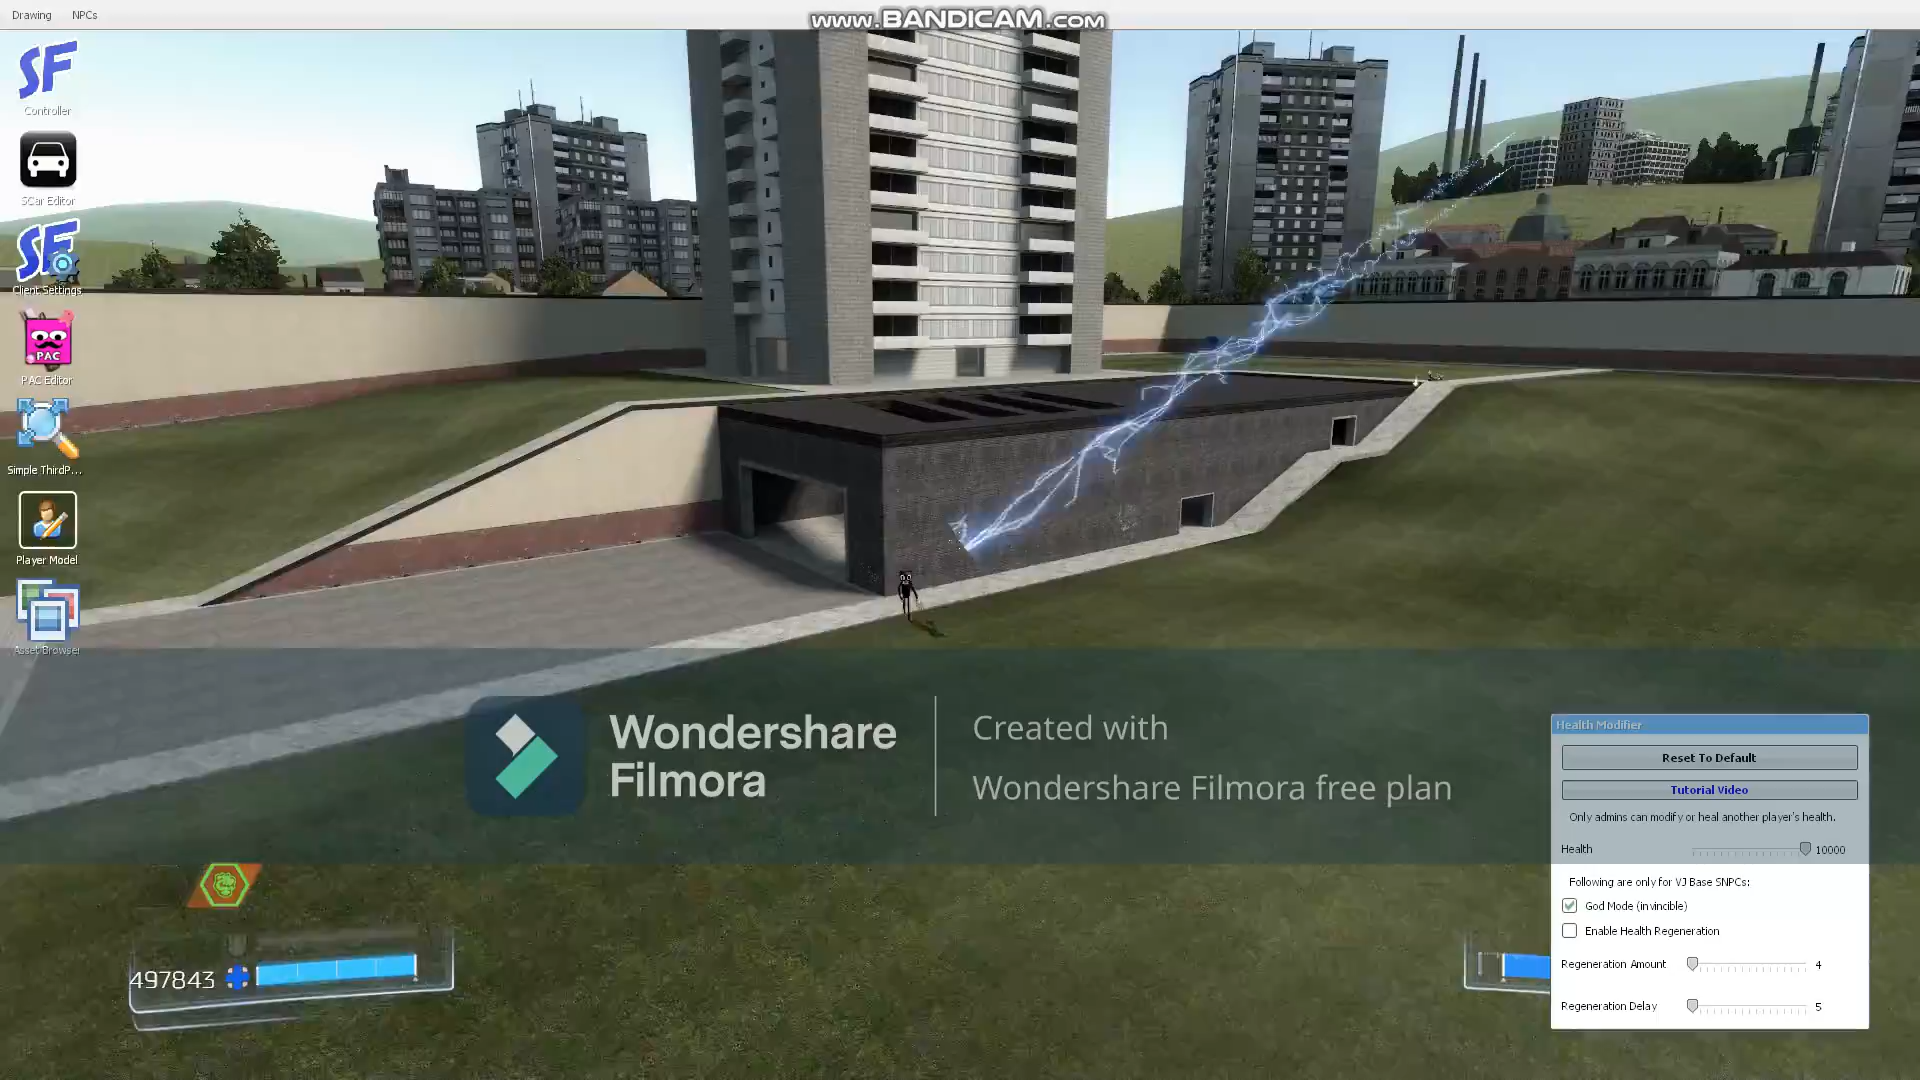 Drawing NPCs
www.BANDICAM.com
Controller
SCar Editor
Client Settings
PAC
PAC Editor
Simple ThirdP...
Player Model
Asset Browser
Wondershare
Filmora
Created with
Wondershare Filmora free plan
Health Modifier
Reset To Default
Tutorial Video
Only admins can modify or heal another player's health.
Health 10000
Following are only for VJ Base SNPCs:
God Mode (invincible)
Enable Health Regeneration
Regeneration Amount 4
Regeneration Delay 5
497843
SF
SF